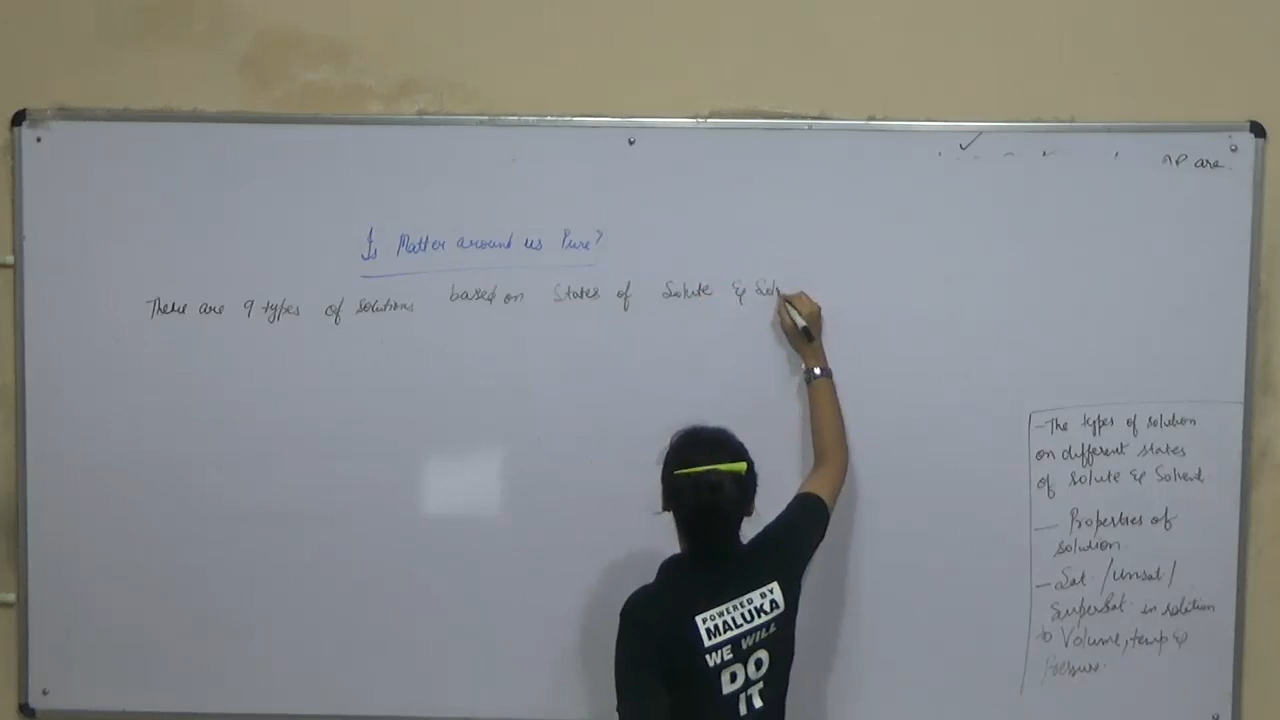 are.
Is Matter around us Pure?
There are 9 types of solutions based on States of Solute & Solv
-The types of solution
on different states
of solute & Solvent
- Properties of
solution.
- Sat. / Unsat. /
SuperSat. in solution
to Volume, temp &
Pressure.
POWERED BY
MALUKA
WE WILL
DO
IT